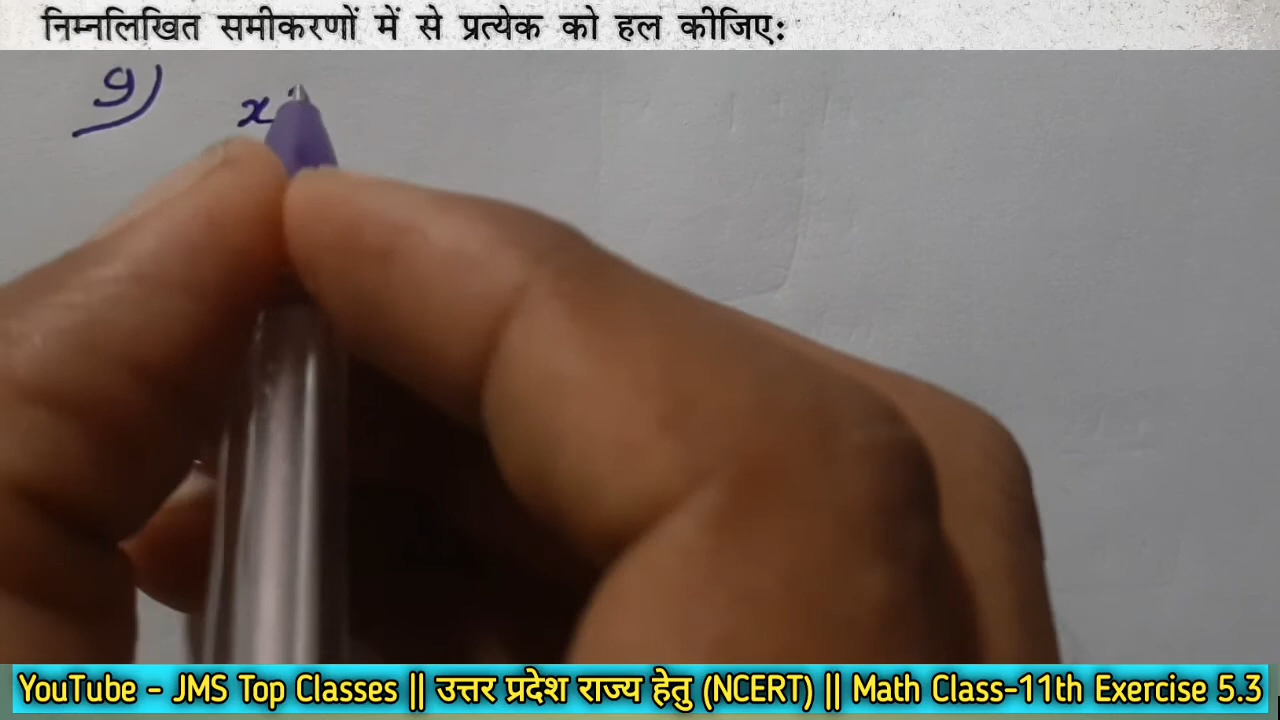 निम्नलिखित समीकरणों में से प्रत्येक को हल कीजिए:
9) x
YouTube - JMS Top Classes || उत्तर प्रदेश राज्य हेतु (NCERT) || Math Class-11th Exercise 5.3